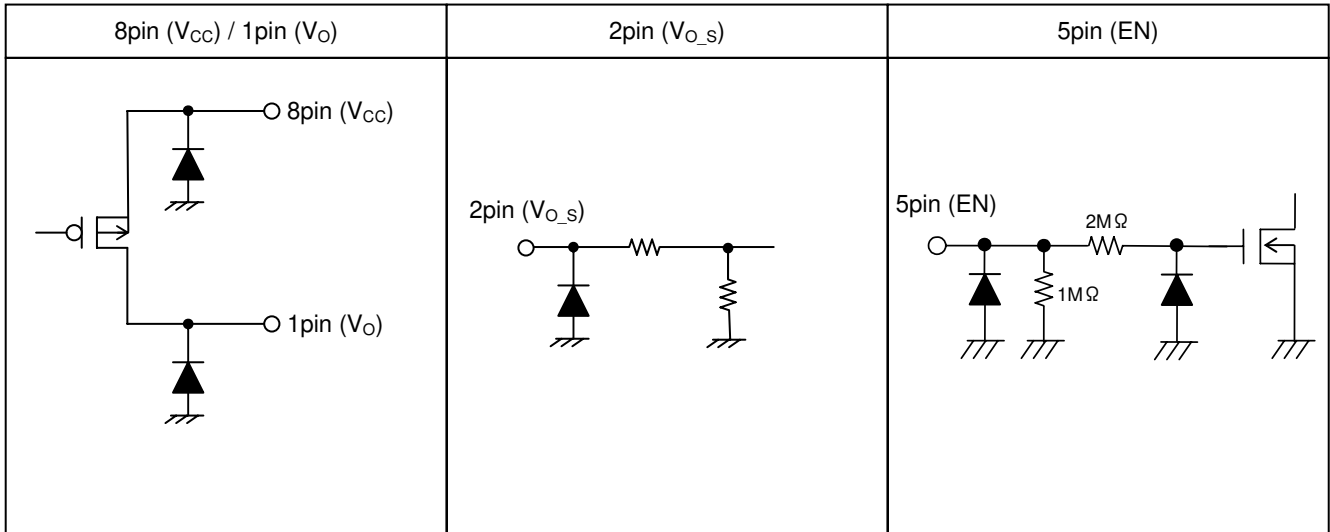 8pin (VCC) / 1pin (VO)
2pin (VO_S)
5pin (EN)
8pin (VCC)
1pin (VO)
2pin (VO_S)
5pin (EN)
2MΩ
1MΩ